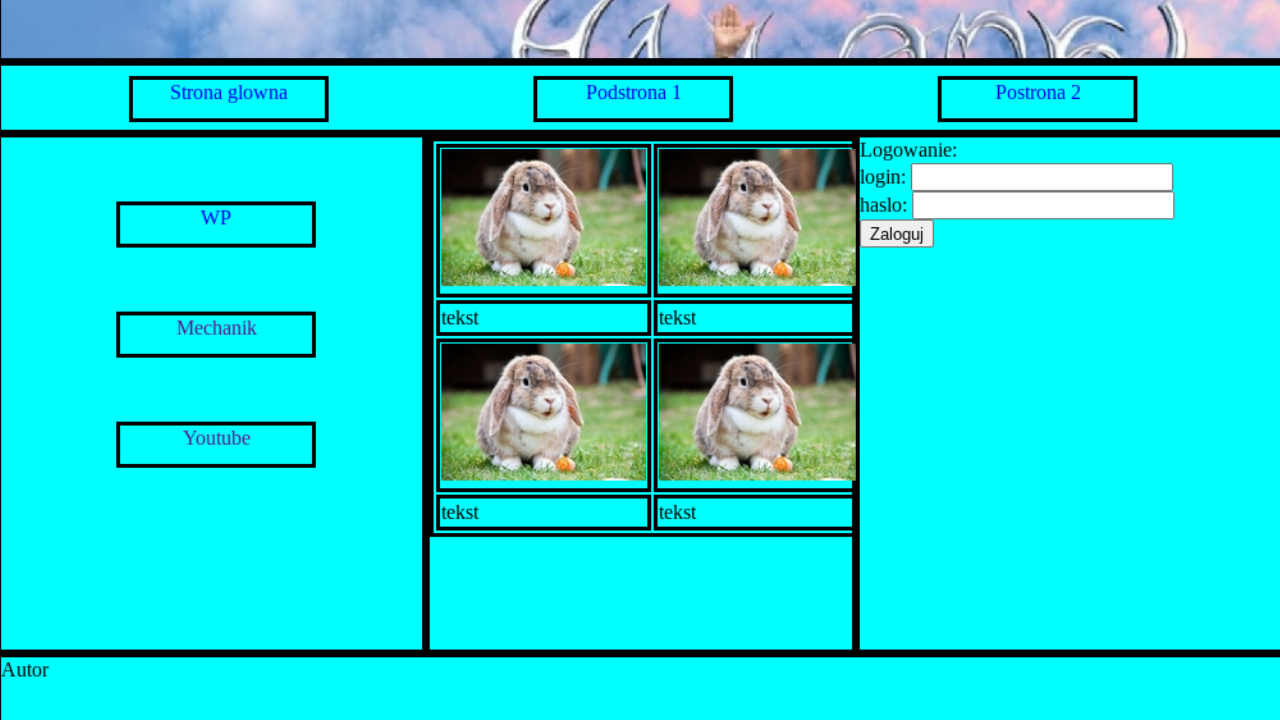 Strona glowna
Podstrona 1
Postrona 2
WP
Mechanik
Youtube
tekst
tekst
tekst
tekst
Logowanie:
login:
haslo:
Zaloguj
Autor